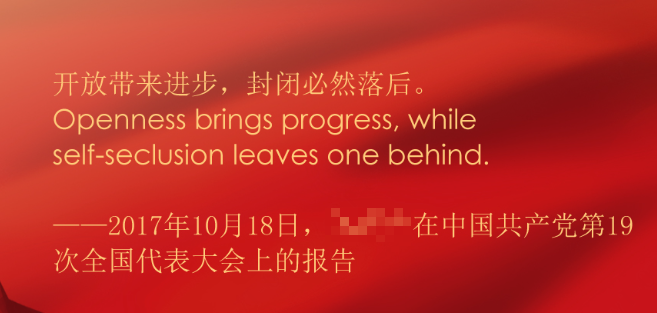 开放带来进步，封闭必然落后。
Openness brings progress, while
self-seclusion leaves one behind.
——2017年10月18日，在中国共产党第19
次全国代表大会上的报告